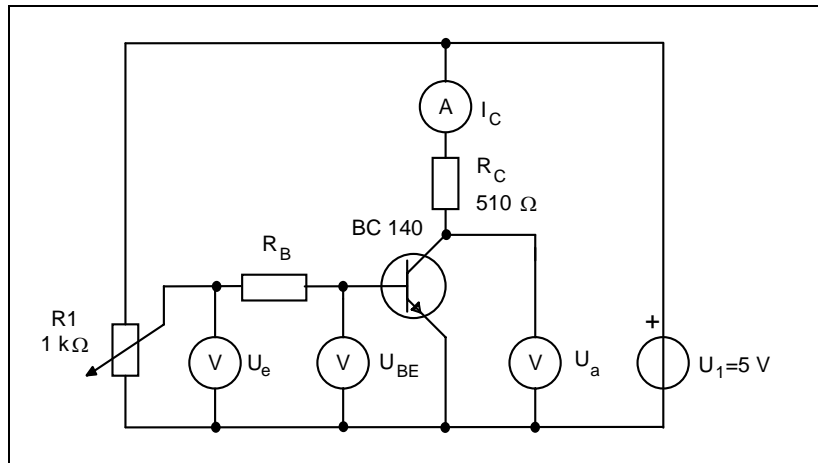 A
I_C
R_C
510 Ω
BC 140
R_B
R1
1 kΩ
V
U_e
V
U_BE
V
U_a
+
U_1=5 V